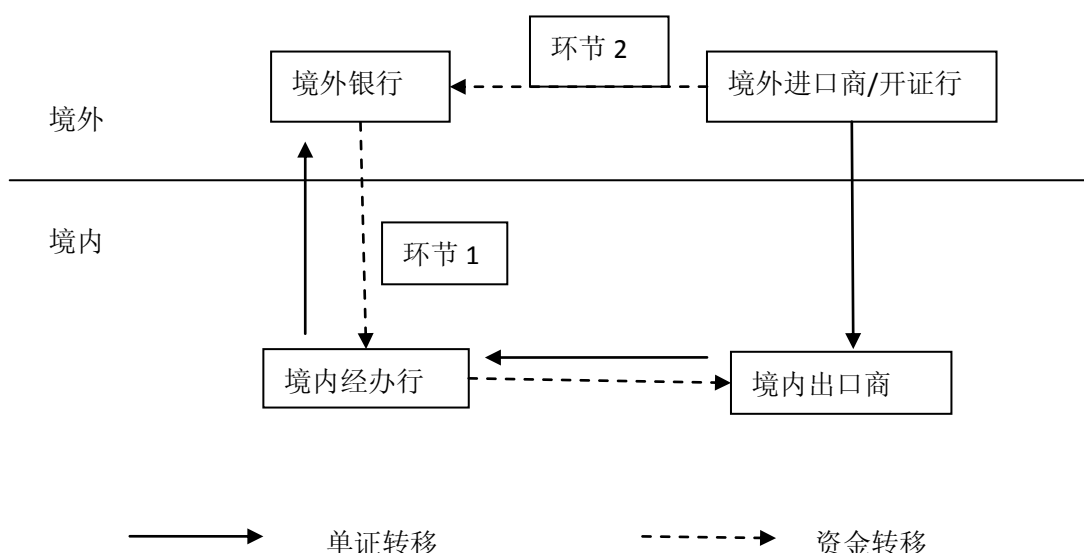 环节 2
境外银行
境外进口商/开证行
境外
境内
环节 1
境内经办行
境内出口商
单证转移
资金转移